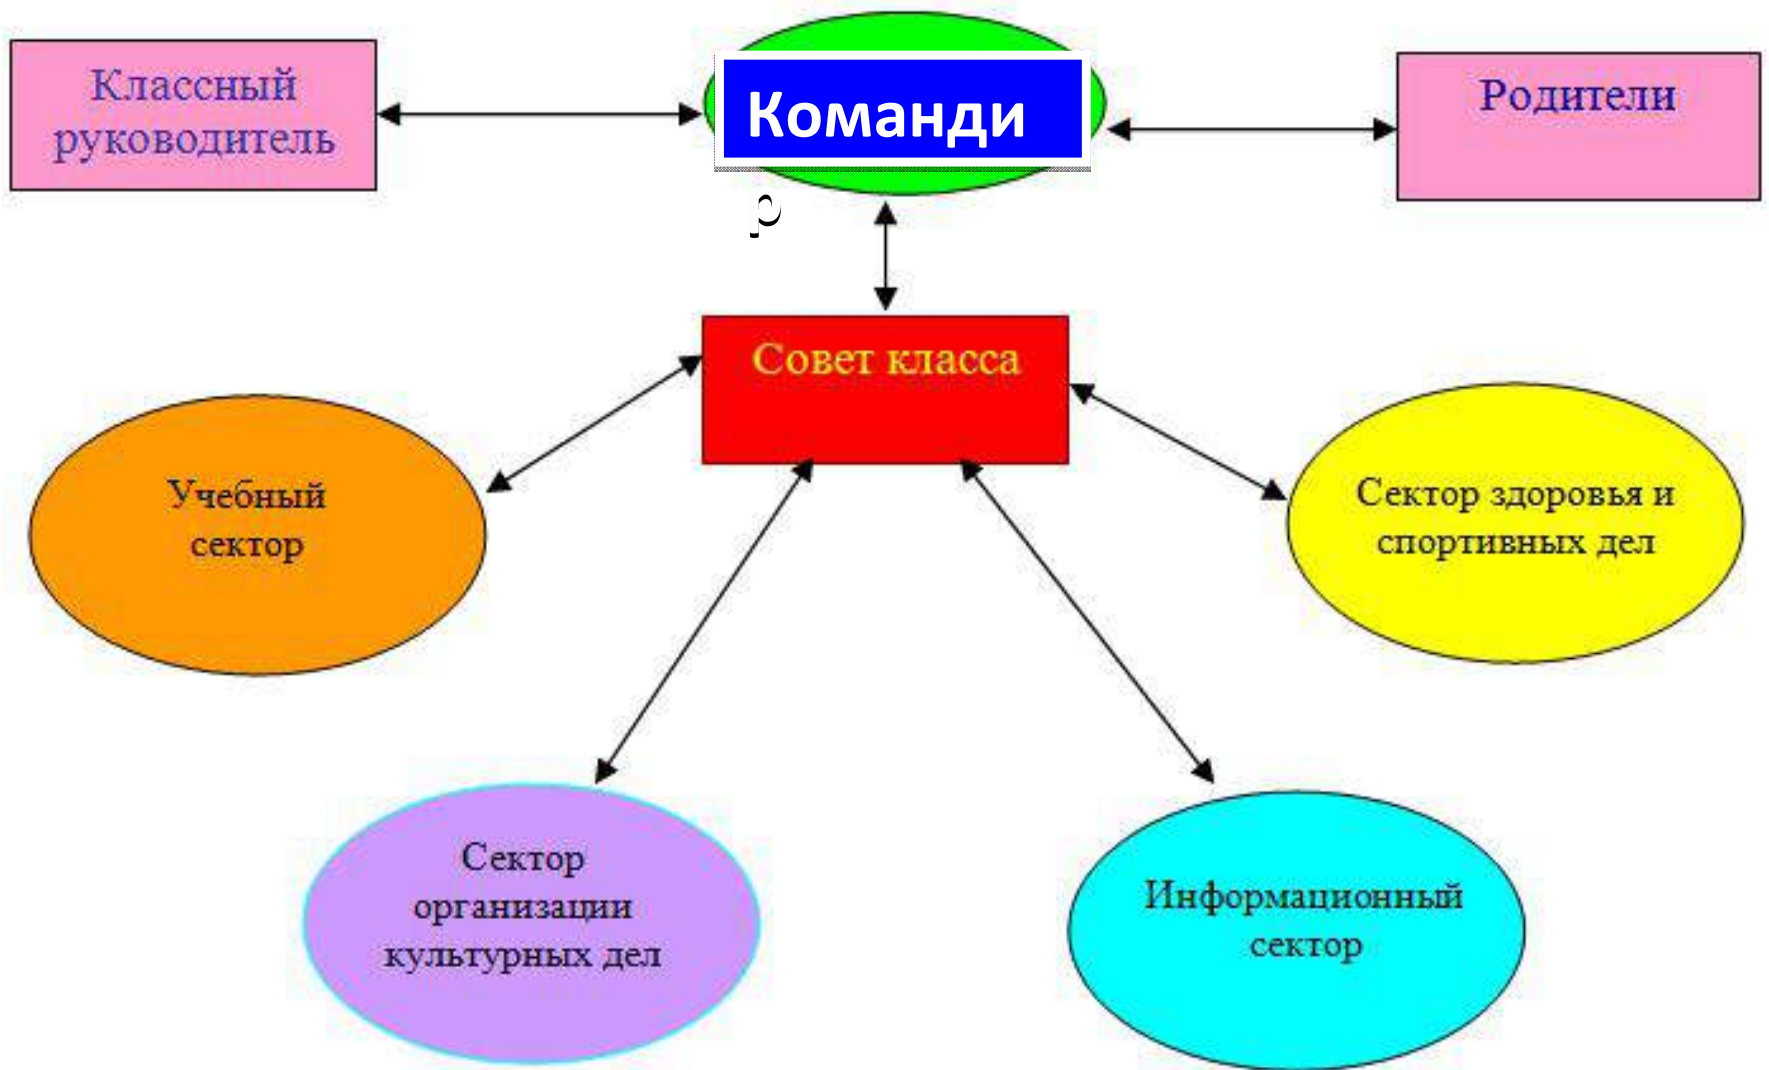 Классный
руководитель
Команди
р
Родители
Совет класса
Учебный
сектор
Сектор здоровья и
спортивных дел
Сектор
организации
культурных дел
Информационный
сектор